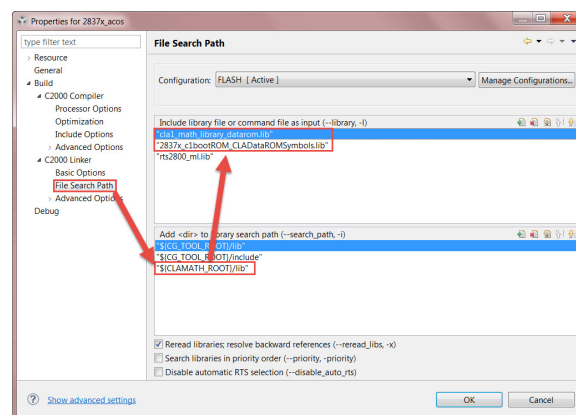 Properties for 2837x_acos
type filter text
File Search Path
Resource
General
Build
C2000 Compiler
Processor Options
Optimization
Include Options
Advanced Options
C2000 Linker
Basic Options
File Search Path
Advanced Options
Debug
Configuration: FLASH [ Active ]
Manage Configurations...
Include library file or command file as input (--library, -l)
"cla1_math_library_datarom.lib"
"2837x_c1bootROM_CLADataROMSymbols.lib"
"rts2800_ml.lib"
Add <dir> to library search path (--search_path, -i)
"${CG_TOOL_ROOT}/lib"
"${CG_TOOL_ROOT}/include"
"${CLAMATH_ROOT}/lib"
Reread libraries; resolve backward references (--reread_libs, -x)
Search libraries in priority order (--priority, -priority)
Disable automatic RTS selection (--disable_auto_rts)
Show advanced settings
OK
Cancel